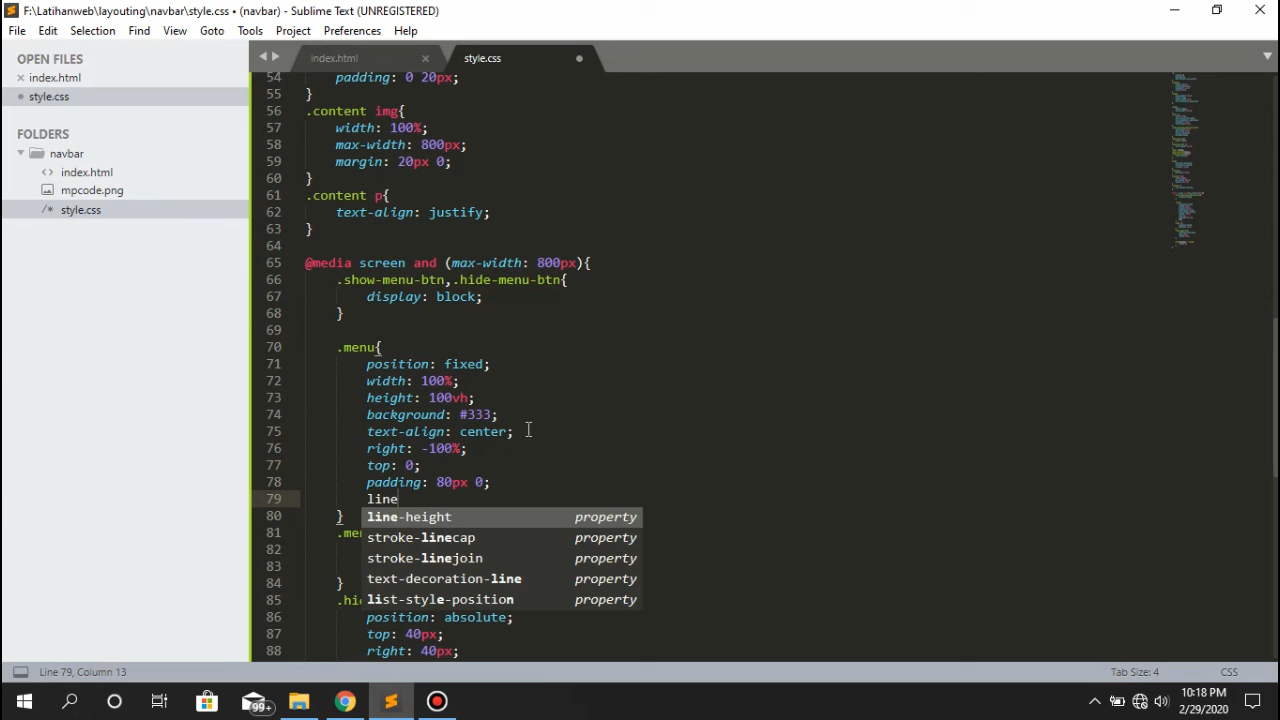 F:\Latihanweb\layouting\navbar\style.css • (navbar) - Sublime Text (UNREGISTERED)
File Edit Selection Find View Goto Tools Project Preferences Help
OPEN FILES
index.html
style.css
FOLDERS
navbar
index.html
mpcode.png
style.css
index.html
style.css
54 padding: 0 20px;
55 }
56 .content img{
57 width: 100%;
58 max-width: 800px;
59 margin: 20px 0;
60 }
61 .content p{
62 text-align: justify;
63 }
64
65 @media screen and (max-width: 800px){
66 .show-menu-btn,.hide-menu-btn{
67 display: block;
68 }
69
70 .menu{
71 position: fixed;
72 width: 100%;
73 height: 100vh;
74 background: #333;
75 text-align: center;
76 right: -100%;
77 top: 0;
78 padding: 80px 0;
79 line
80 }
81 .me
82
83
84 }
85 .hi
86 position: absolute;
87 top: 40px;
88 right: 40px;
line-height property
stroke-linecap property
stroke-linejoin property
text-decoration-line property
list-style-position property
Line 79, Column 13
Tab Size: 4
CSS
99+
10:18 PM
2/29/2020